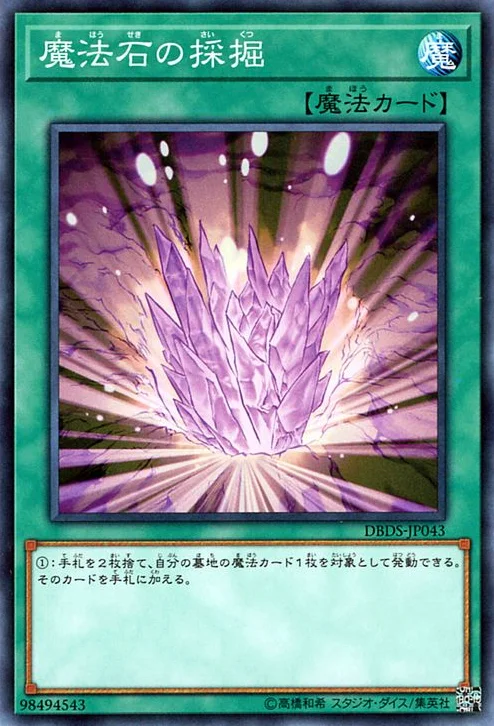 魔法石の採掘
魔
【魔法カード】
DBDS-JP043
①：手札を２枚捨て、自分の墓地の魔法カード１枚を対象として発動できる。
そのカードを手札に加える。
98494543
©高橋和希 スタジオ・ダイス/集英社